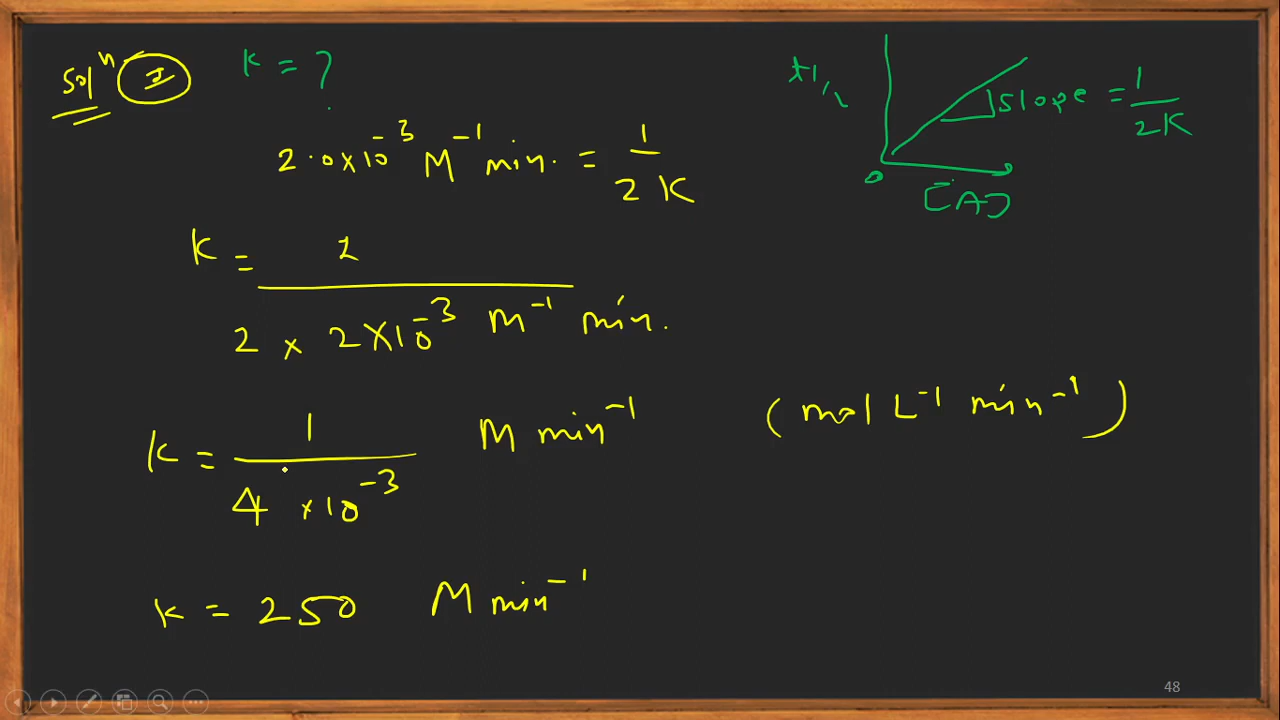 Solⁿ I K = ?
t1/2 Slope = 1/2K
0 [A]
2.0×10⁻³ M⁻¹ min. = 1/2K
K = 2 / 2 × 2×10⁻³ M⁻¹ min.
K = 1 / 4 ×10⁻³ M min⁻¹ (mol L⁻¹ min⁻¹)
K = 250 M min⁻¹
48